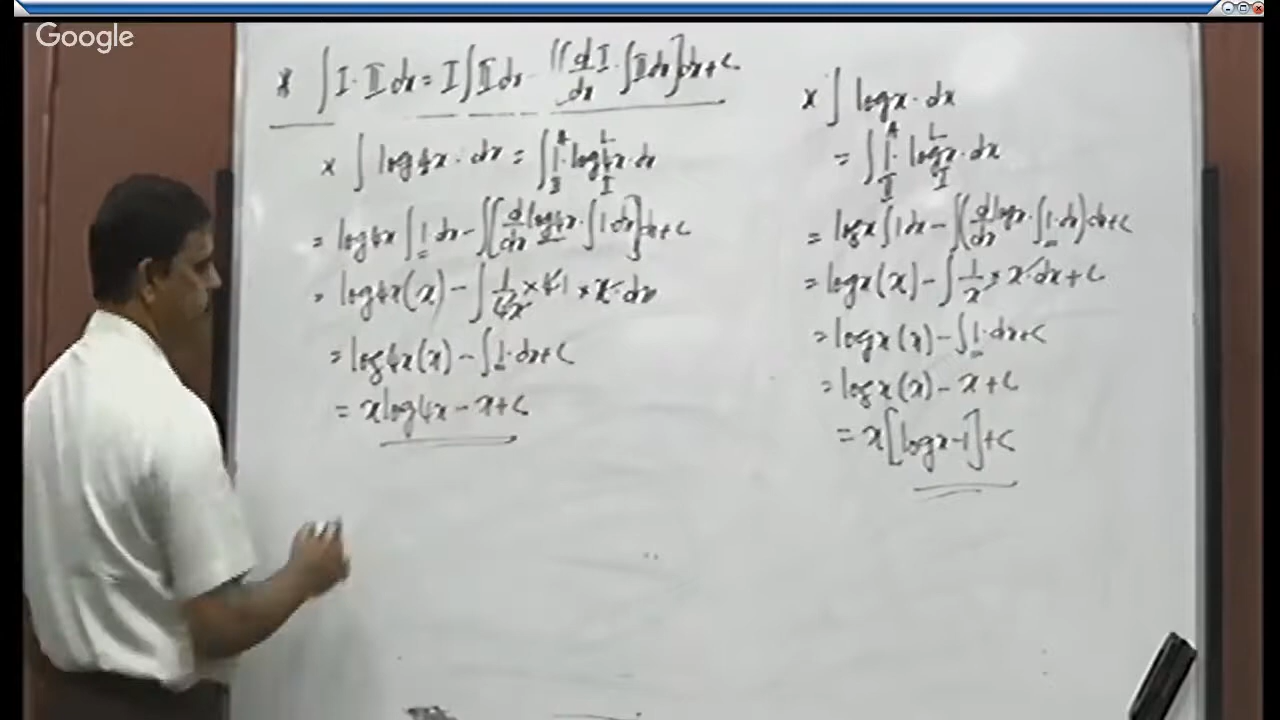 Google
* ∫ I · II dx = I ∫ II dx - ∫[d/dx I · ∫ II dx] dx + C
x ∫ log 4x · dx = ∫ 1 · log 4x · dx
A L
II I
= log 4x ∫ 1 · dx - ∫[d/dx log 4x · ∫ 1 · dx] dx + C
= log 4x (x) - ∫ 1/4x × 4·1 × x · dx
= log 4x (x) - ∫ 1 · dx + C
= x log 4x - x + C
x ∫ log x · dx
= ∫ 1 · log x · dx
A L
II I
= log x ∫ 1 dx - ∫(d/dx log x · ∫ 1 · dx) dx + C
= log x (x) - ∫ 1/x × x · dx + C
= log x (x) - ∫ 1 · dx + C
= log x (x) - x + C
= x [log x - 1] + C